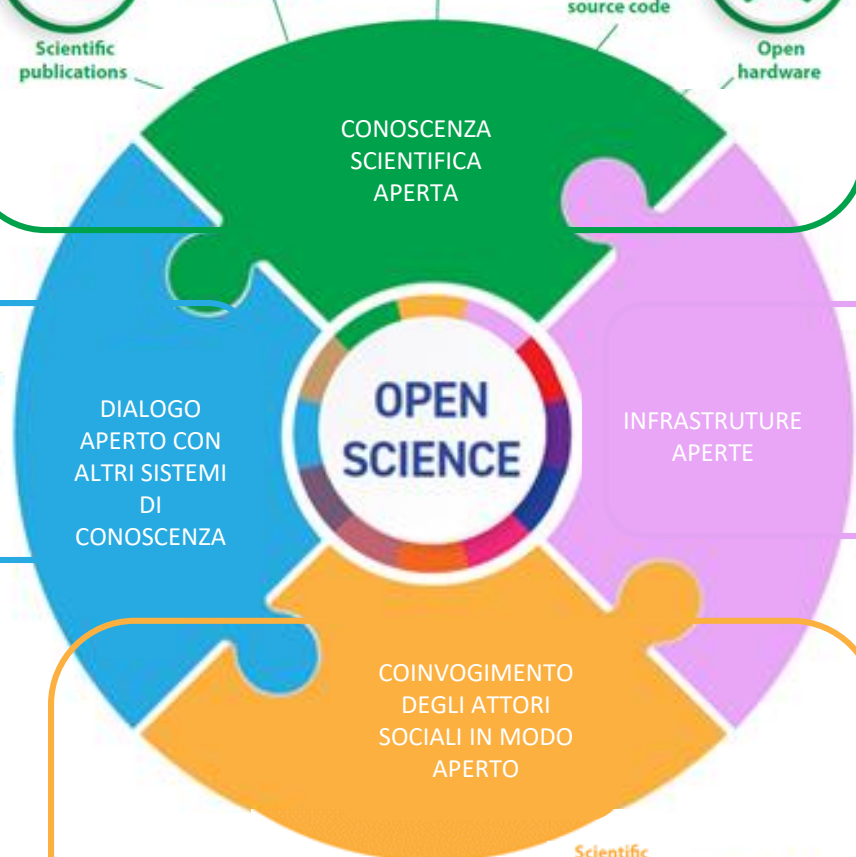 source code
Scientific
publications
Open
hardware
CONOSCENZA
SCIENTIFICA
APERTA
DIALOGO
APERTO CON
ALTRI SISTEMI
DI
CONOSCENZA
OPEN
SCIENCE
INFRASTRUTURE
APERTE
COINVOGIMENTO
DEGLI ATTORI
SOCIALI IN MODO
APERTO
Scientific